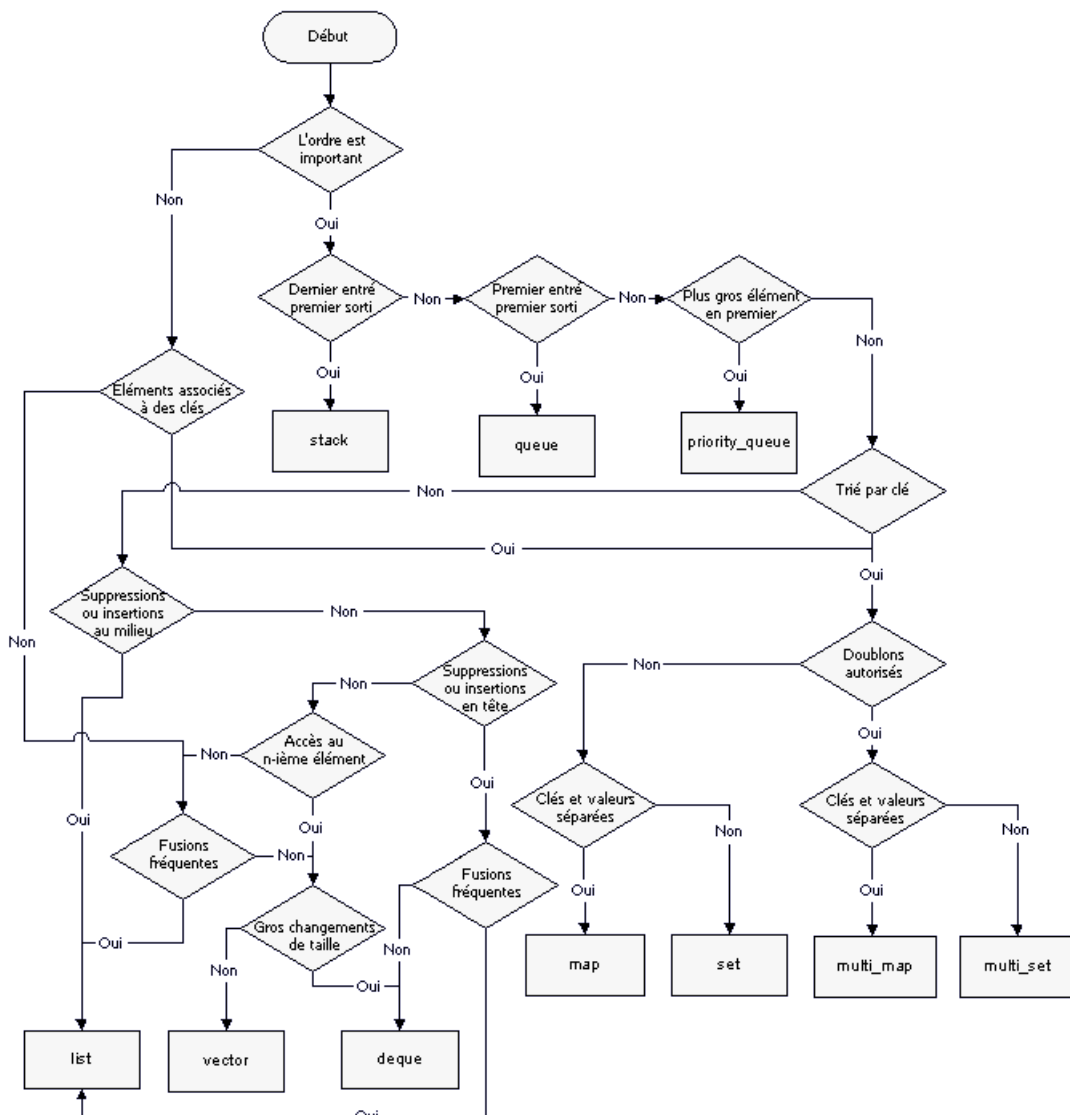 Début
L'ordre est
important
Non
Oui
Dernier entré
premier sorti
Non
Premier entré
premier sorti
Non
Plus gros élément
en premier
Non
Oui
Oui
Oui
Eléments associés
à des clés
stack
queue
priority_queue
Non
Trié par clé
Oui
Oui
Suppressions
ou insertions
au milieu
Non
Non
Suppressions
ou insertions
en tête
Non
Non
Doublons
autorisés
Accès au
n-ième élément
Non
Oui
Oui
Clés et valeurs
séparées
Clés et valeurs
séparées
Oui
Oui
Non
Non
Fusions
fréquentes
Non
Fusions
fréquentes
Oui
Oui
Gros changements
de taille
Oui
Non
Non
Oui
map
set
multi_map
multi_set
list
vector
deque
Oui